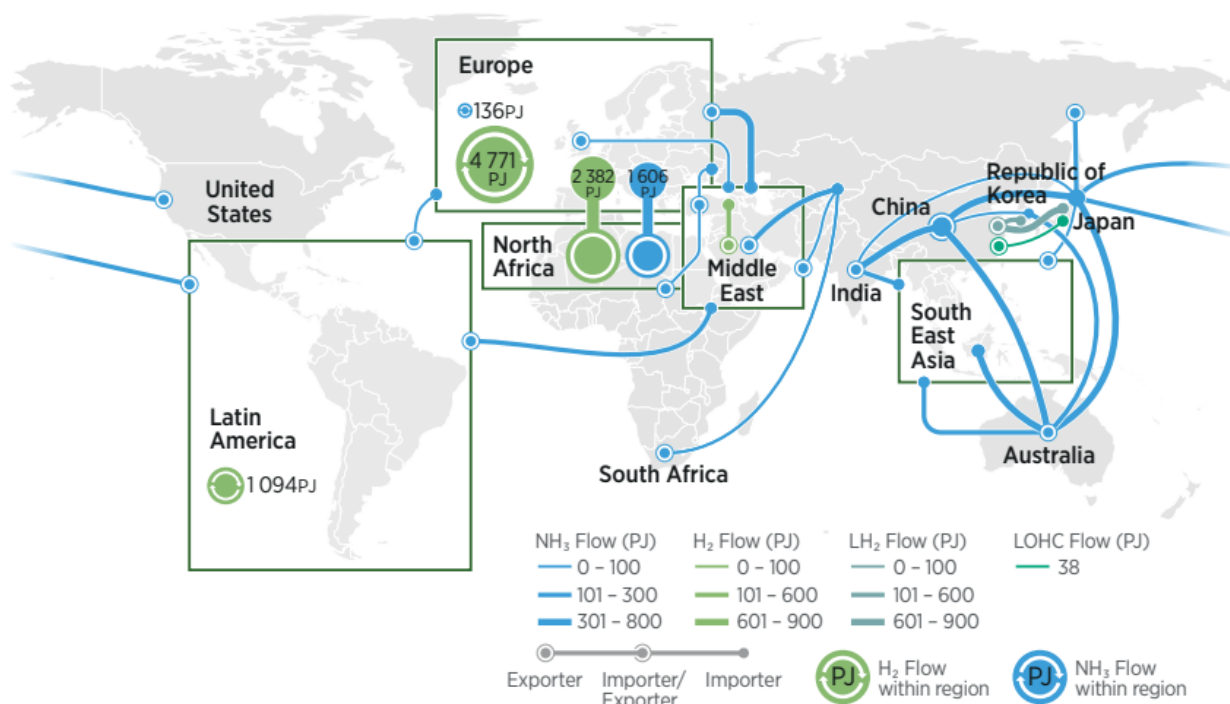 Europe
136PJ
4 771
PJ
2 382
PJ
1 606
PJ
United
States
North
Africa
Middle
East
Republic of
Korea
China
Japan
India
South
East
Asia
Latin
America
1 094PJ
South Africa
Australia
NH₃ Flow (PJ)
0 – 100
101 – 300
301 – 800
H₂ Flow (PJ)
0 – 100
101 – 600
601 – 900
LH₂ Flow (PJ)
0 – 100
101 – 600
601 – 900
LOHC Flow (PJ)
38
Exporter
Importer/
Exporter
Importer
PJ
H₂ Flow
within region
PJ
NH₃ Flow
within region